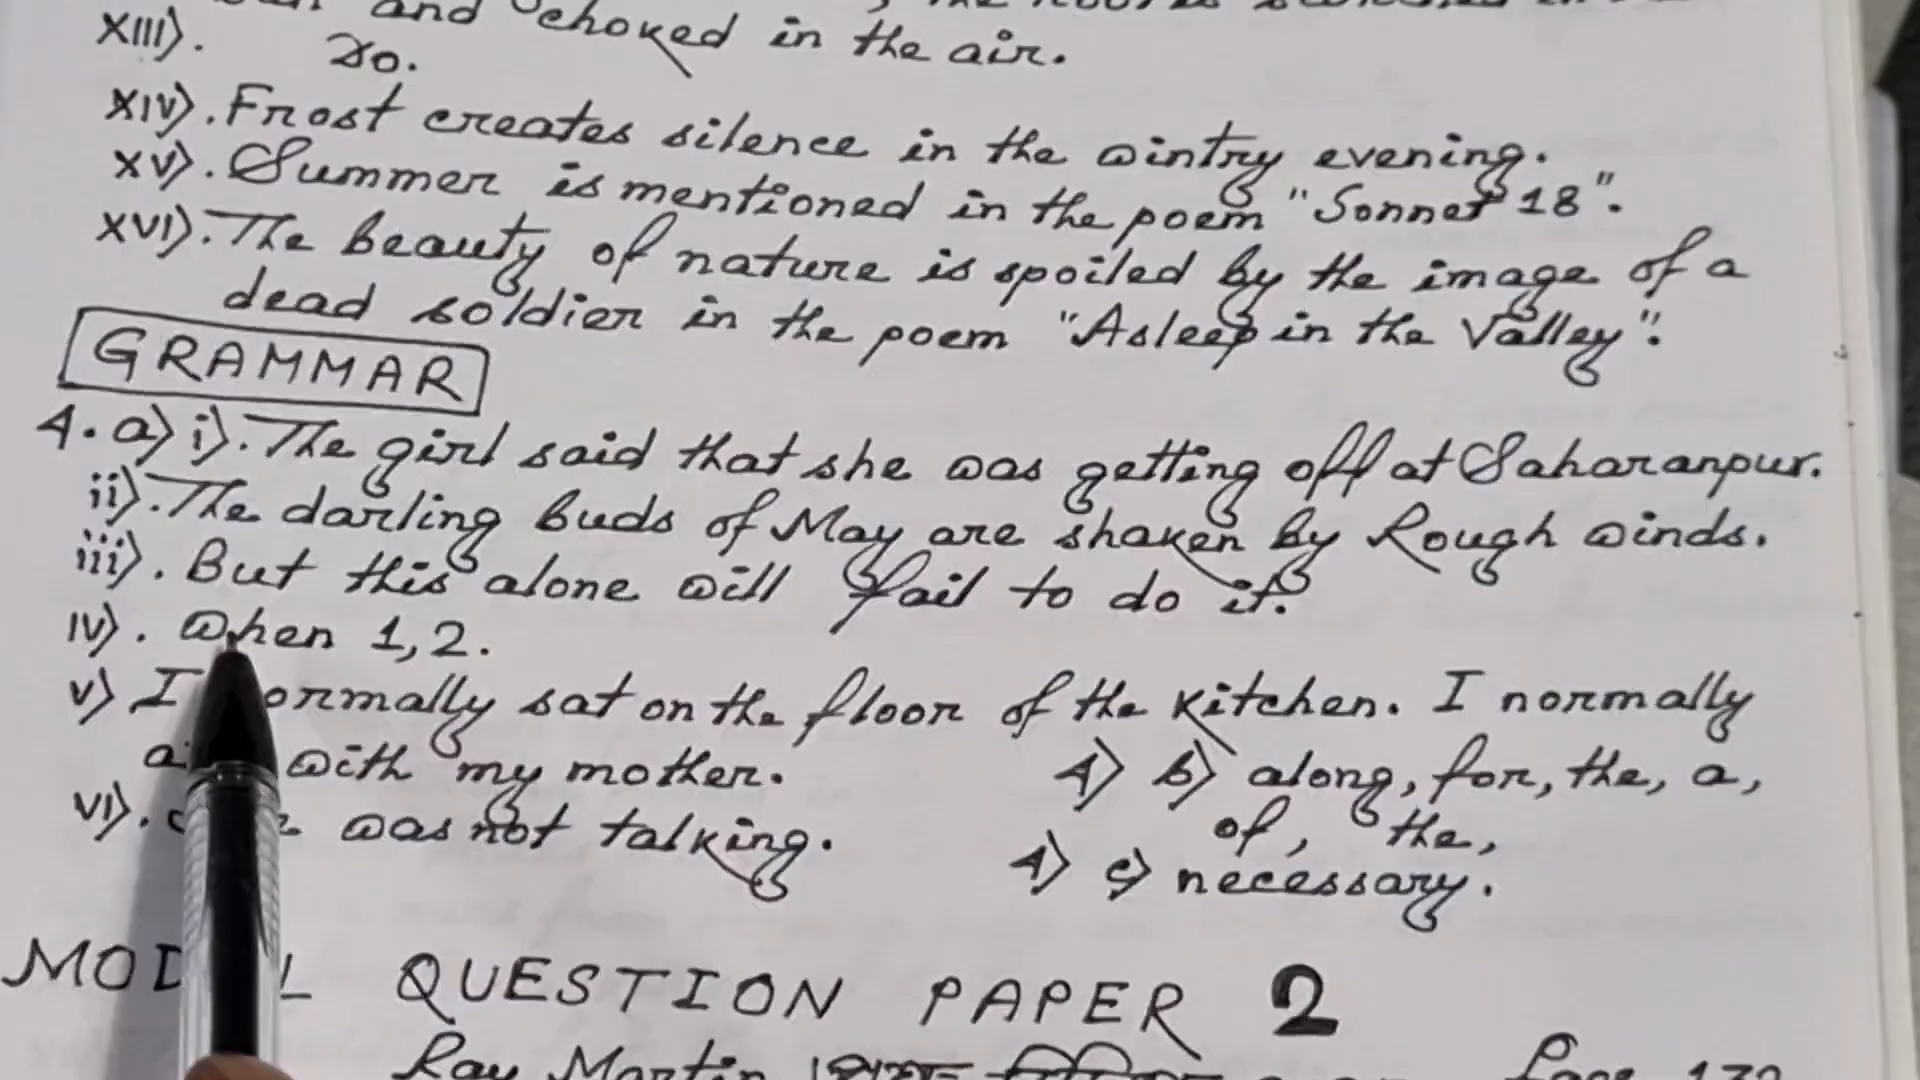 and choked in the air.
XIII). Do.
XIV). Frost creates silence in the wintry evening.
XV). Summer is mentioned in the poem "Sonnet 18".
XVI). The beauty of nature is spoiled by the image of a
dead soldier in the poem "Asleep in the Valley".
GRAMMAR
4. a) i). The girl said that she was getting off at Saharanpur.
ii). The darling buds of May are shaken by Rough winds.
iii). But this alone will fail to do it.
IV). When 1,2.
V) I normally sat on the floor of the kitchen. I normally
with my mother.
VI). was not talking.
4) b) along, for, the, a,
of, the,
4) c) necessary.
MODEL QUESTION PAPER 2
Ray Martin